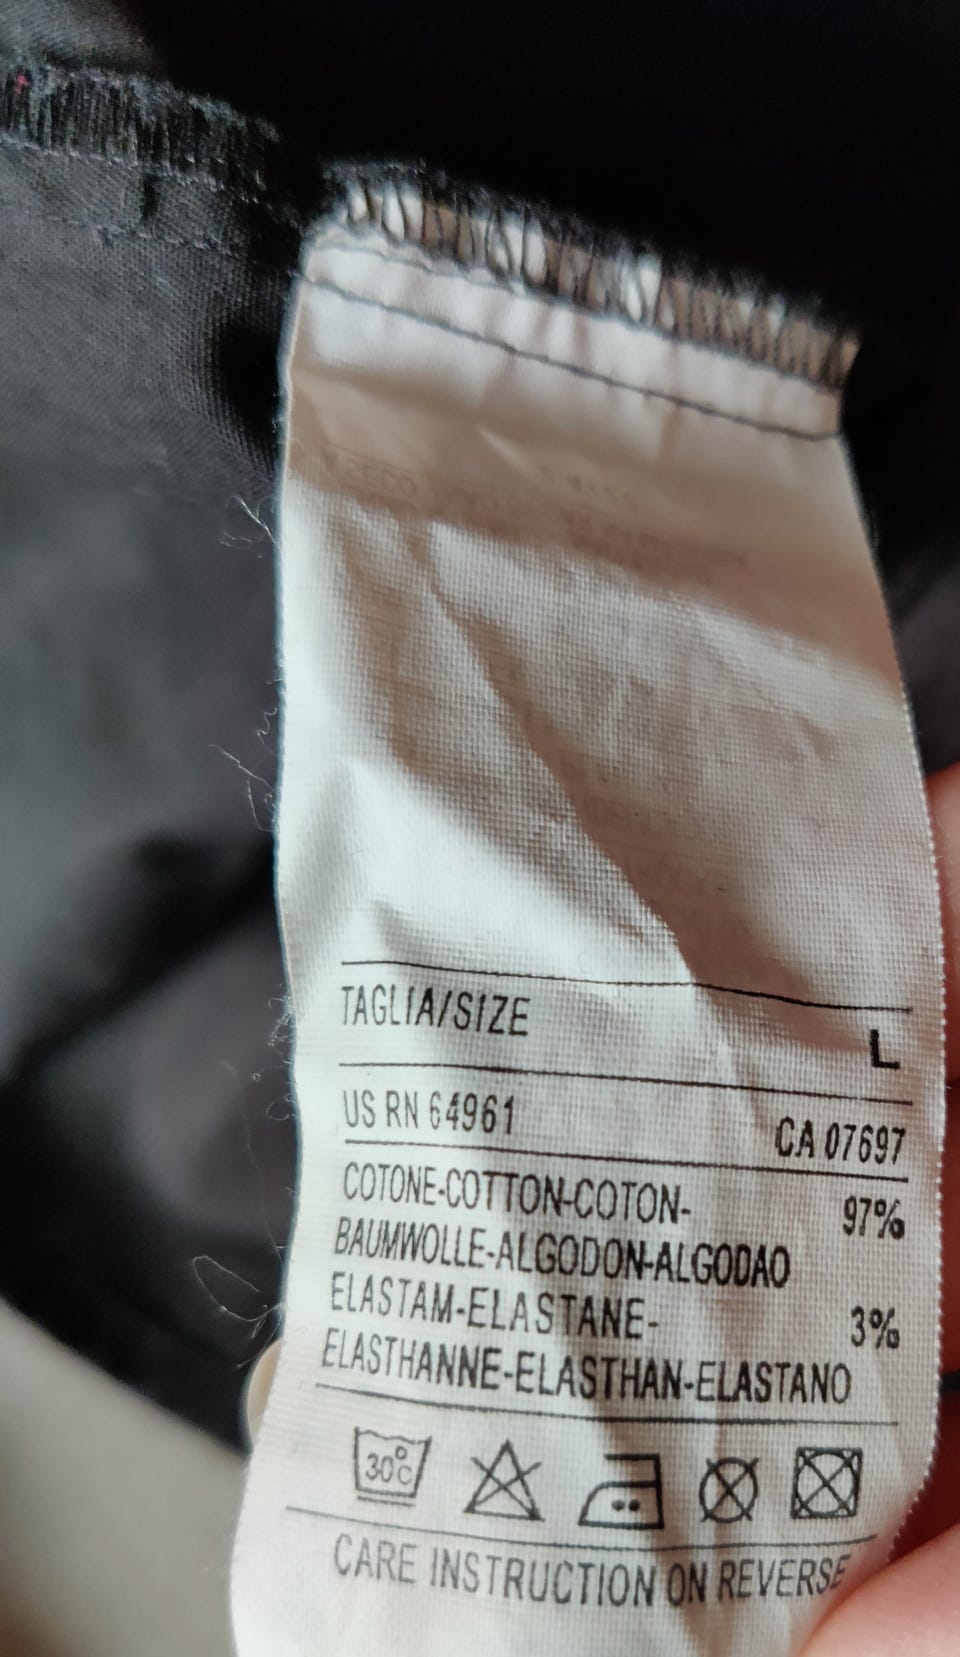 TAGLIA/SIZE L
US RN 64961 CA 07697
COTONE-COTTON-COTON- 97%
BAUMWOLLE-ALGODON-ALGODAO
ELASTAM-ELASTANE- 3%
ELASTHANNE-ELASTHAN-ELASTANO
30°C
CARE INSTRUCTION ON REVERSE